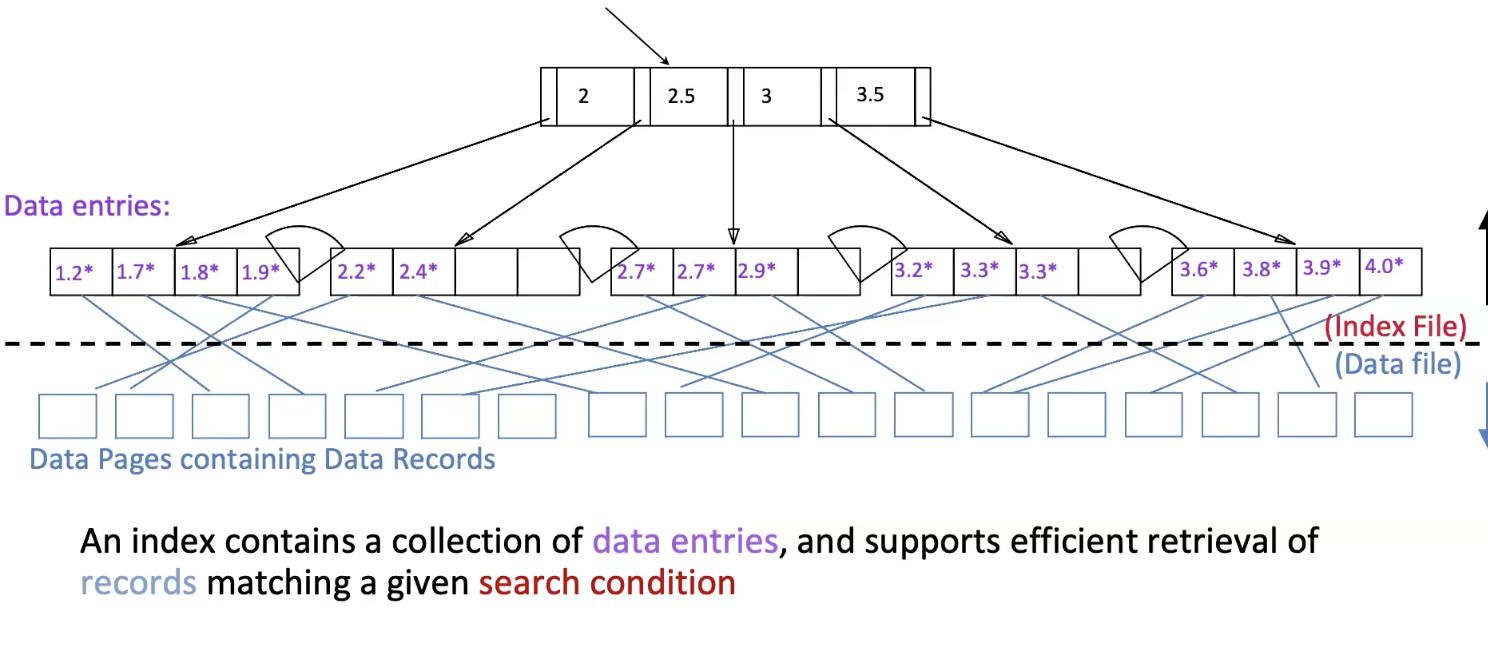 2 2.5 3 3.5
Data entries:
1.2* 1.7* 1.8* 1.9* 2.2* 2.4* 2.7* 2.7* 2.9* 3.2* 3.3* 3.3* 3.6* 3.8* 3.9* 4.0*
(Index File)
(Data file)
Data Pages containing Data Records
An index contains a collection of data entries, and supports efficient retrieval of
records matching a given search condition